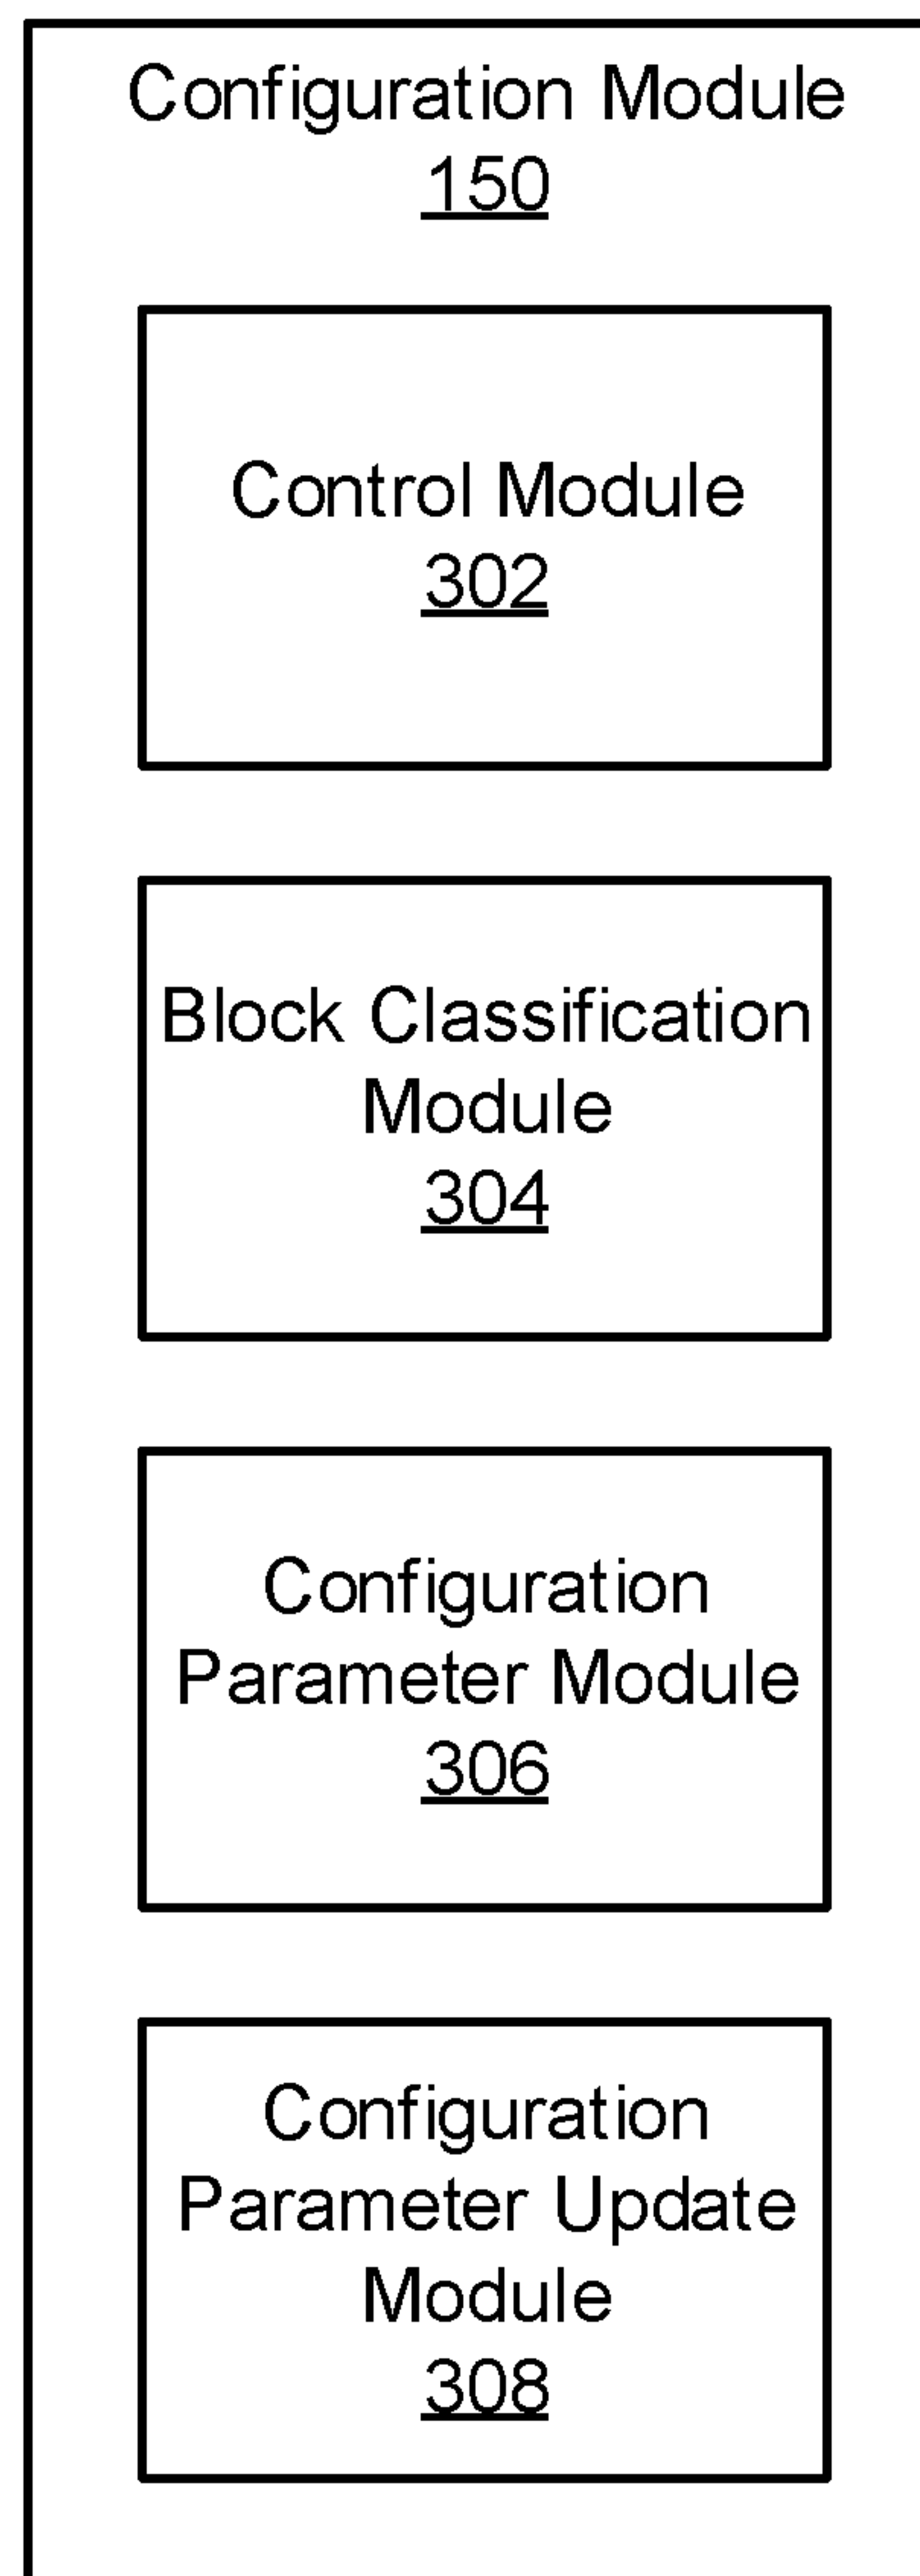 Configuration Module
150
Control Module
302
Block Classification
Module
304
Configuration
Parameter Module
306
Configuration
Parameter Update
Module
308